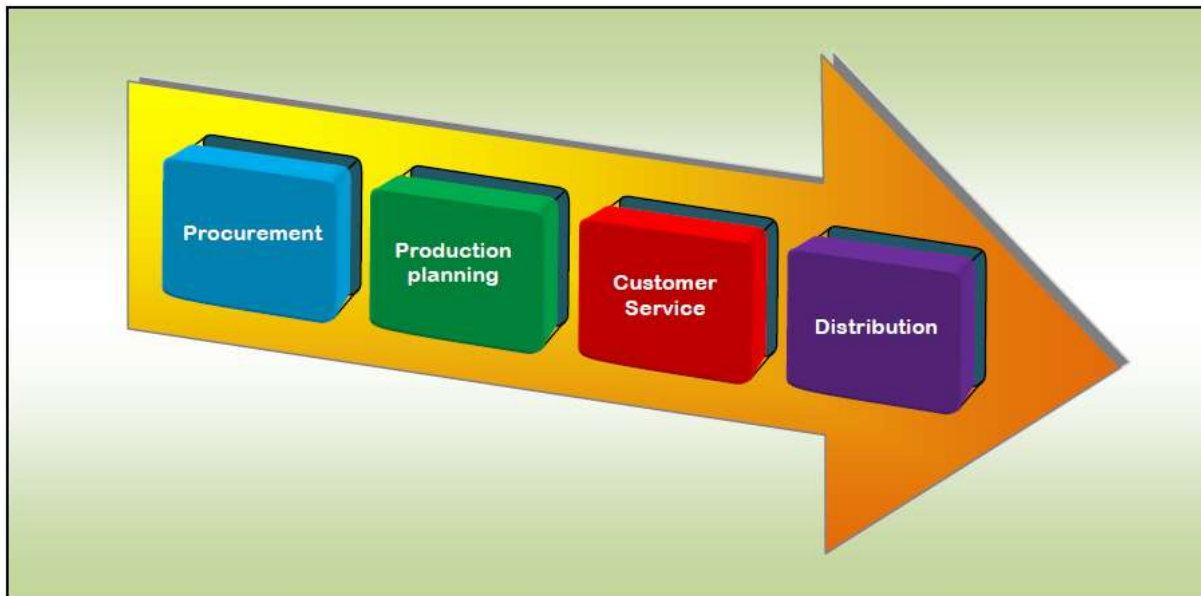 Procurement
Production
planning
Customer
Service
Distribution